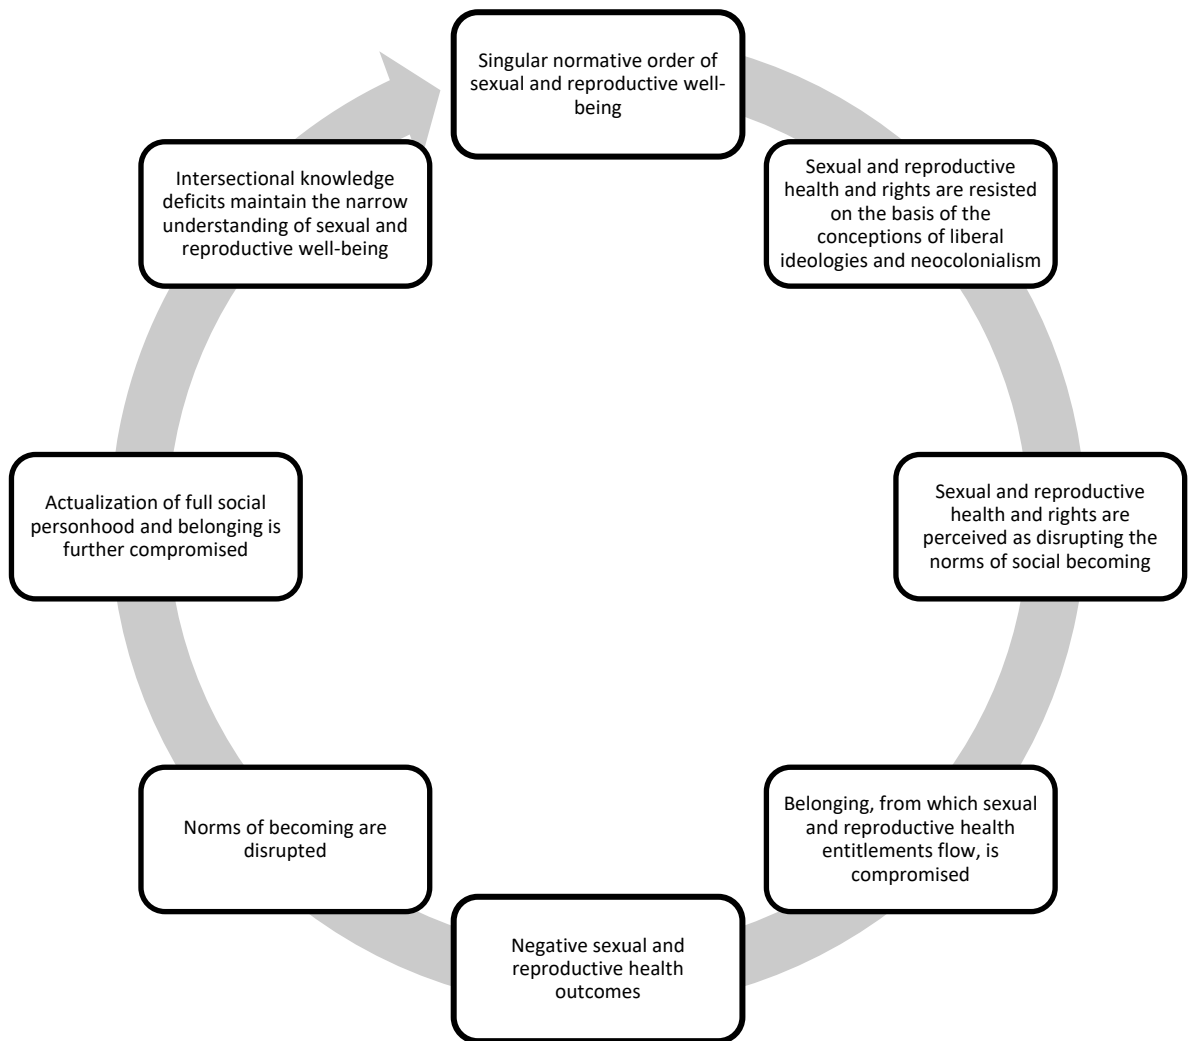 Singular normative order of
sexual and reproductive well-
being
Sexual and reproductive
health and rights are resisted
on the basis of the
conceptions of liberal
ideologies and neocolonialism
Sexual and reproductive
health and rights are
perceived as disrupting the
norms of social becoming
Belonging, from which sexual
and reproductive health
entitlements flow, is
compromised
Negative sexual and
reproductive health
outcomes
Norms of becoming are
disrupted
Actualization of full social
personhood and belonging is
further compromised
Intersectional knowledge
deficits maintain the narrow
understanding of sexual and
reproductive well-being